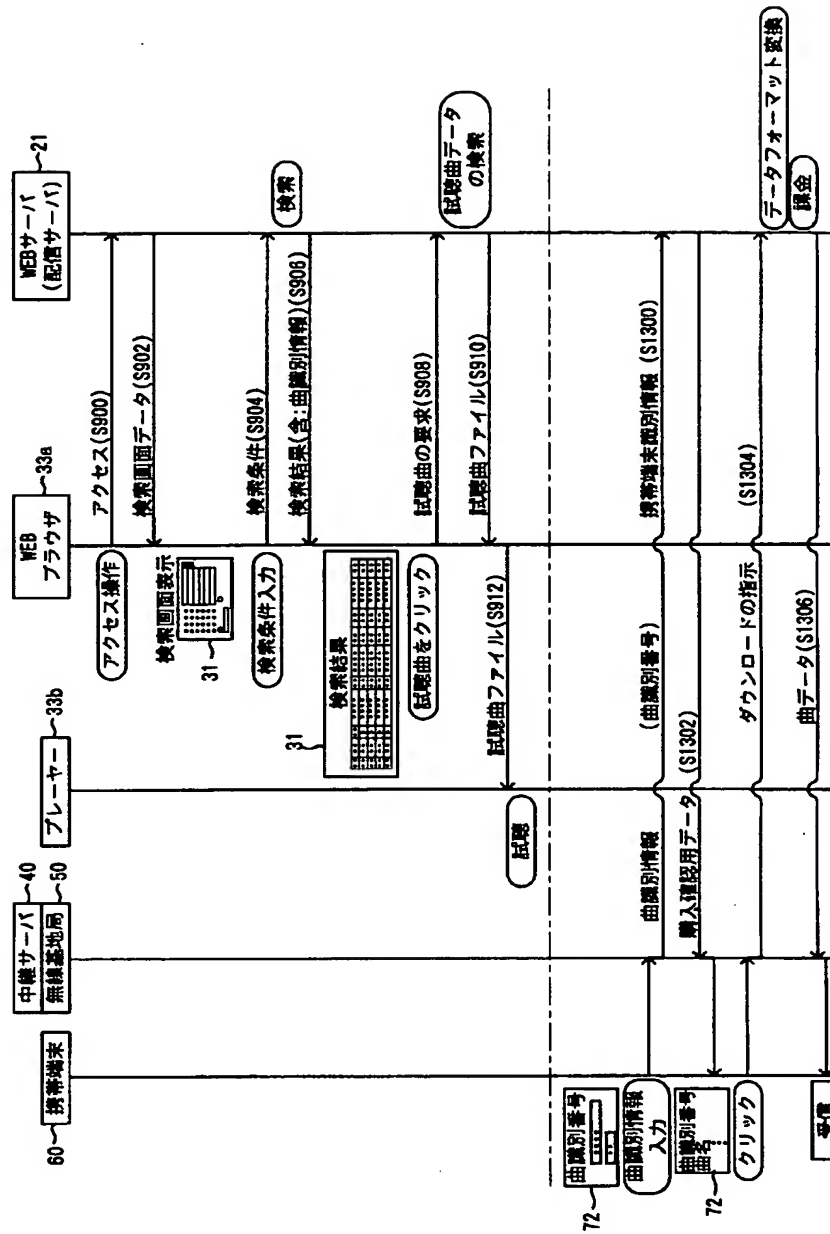 60～携帯端末
中継サーバ～40
無線基地局～50
プレーヤー～33b
WEB
ブラウザ
～33a
WEBサーバ
(配信サーバ)
～21
アクセス操作
アクセス(S900)
検索画面データ(S902)
検索画面表示
31
検索条件入力
検索条件(S904)
検索
検索結果(含:曲識別情報)(S906)
検索結果
31
試聴曲をクリック
試聴曲の要求(S908)
試聴曲データ
の検索
試聴曲ファイル(S910)
試聴曲ファイル(S912)
試聴
曲識別番号
72
曲識別情報
入力
曲識別情報
(曲識別番号)
携帯端末識別情報 (S1300)
購入確認用データ (S1302)
曲識別番号
曲名
72
クリック
ダウンロードの指示
(S1304)
データフォーマット変換
課金
曲データ(S1306)
受信